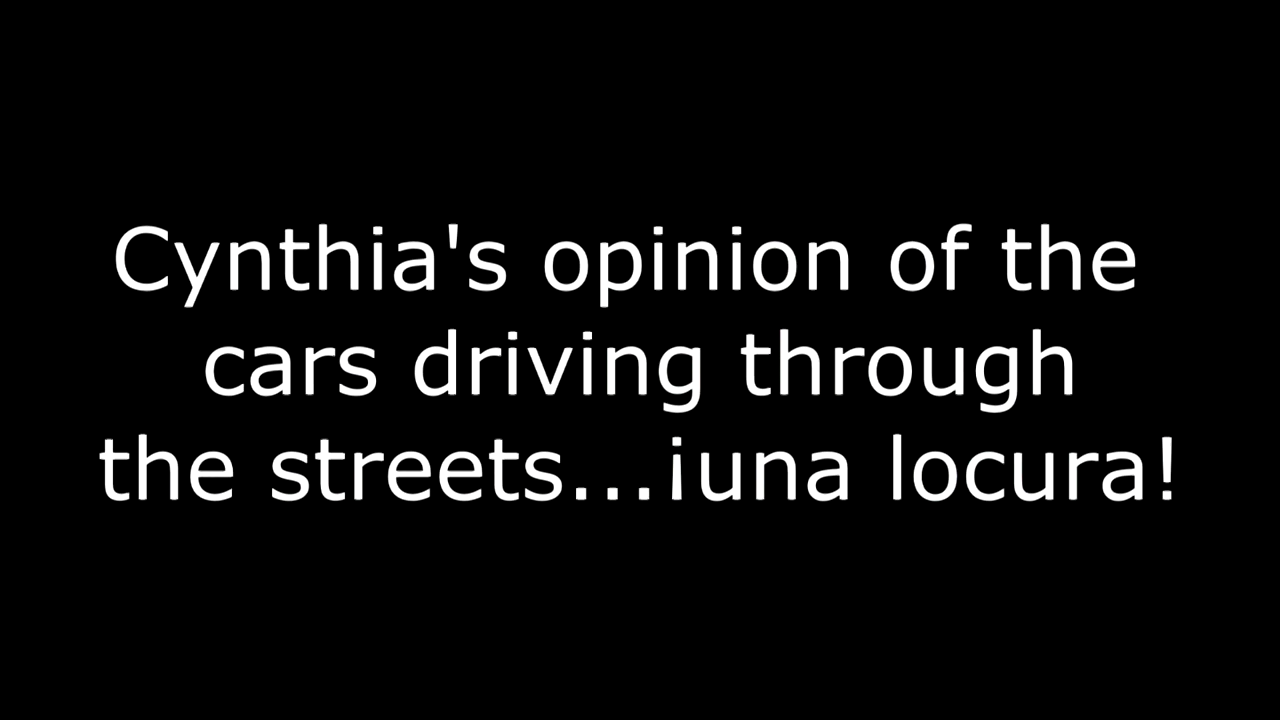 Cynthia's opinion of the
cars driving through
the streets...¡una locura!